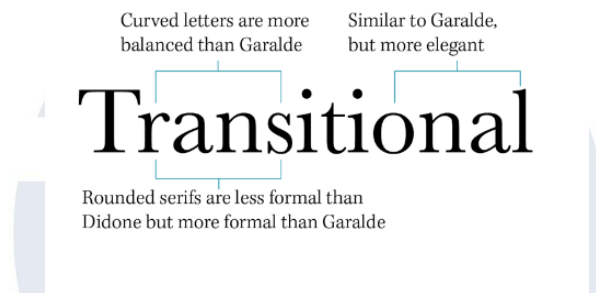 Curved letters are more
balanced than Garalde
Similar to Garalde,
but more elegant
Transitional
Rounded serifs are less formal than
Didone but more formal than Garalde